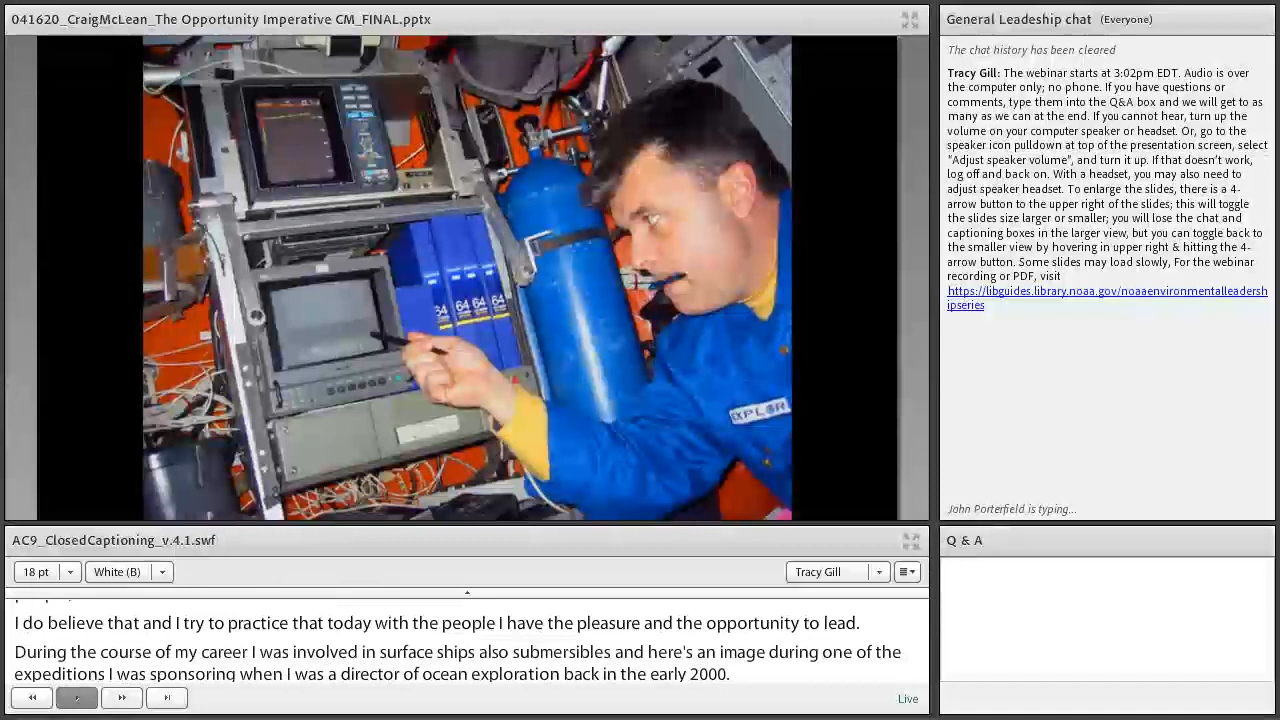 041620_CraigMcLean_The Opportunity Imperative CM_FINAL.pptx
64
64
64
64
EXPLOR
General Leadership chat (Everyone)
The chat history has been cleared
Tracy Gill: The webinar starts at 3:02pm EDT. Audio is over
the computer only, no phone. If you have questions or
comments, type them into the Q&A box and we will get to as
many as we can at the end. If you cannot hear, turn up the
volume on your computer speaker or headset. Or, go to the
speaker icon pulldown at top of the presentation screen, select
"Adjust speaker volume", and turn it up. If that doesn't work,
log off and back on. With a headset, you may also need to
adjust speaker headset. To enlarge the slides, there is a 4-
arrow button to the upper right of the slides; this will toggle
the slides size larger or smaller; you will lose the chat and
captioning boxes in the larger view, but you can toggle back to
the smaller view by hovering in upper right & hitting the 4-
arrow button. Some slides may load slowly, For the webinar
recording or PDF, visit
https://libguides.library.noaa.gov/noaaenvironmentalleadersh
ipseries
John Porterfield is typing...
AC9_ClosedCaptioning_v.4.1.swf
18 pt
White (B)
Tracy Gill
I do believe that and I try to practice that today with the people I have the pleasure and the opportunity to lead.
During the course of my career I was involved in surface ships also submersibles and here's an image during one of the
expeditions I was sponsoring when I was a director of ocean exploration back in the early 2000.
Live
Q & A